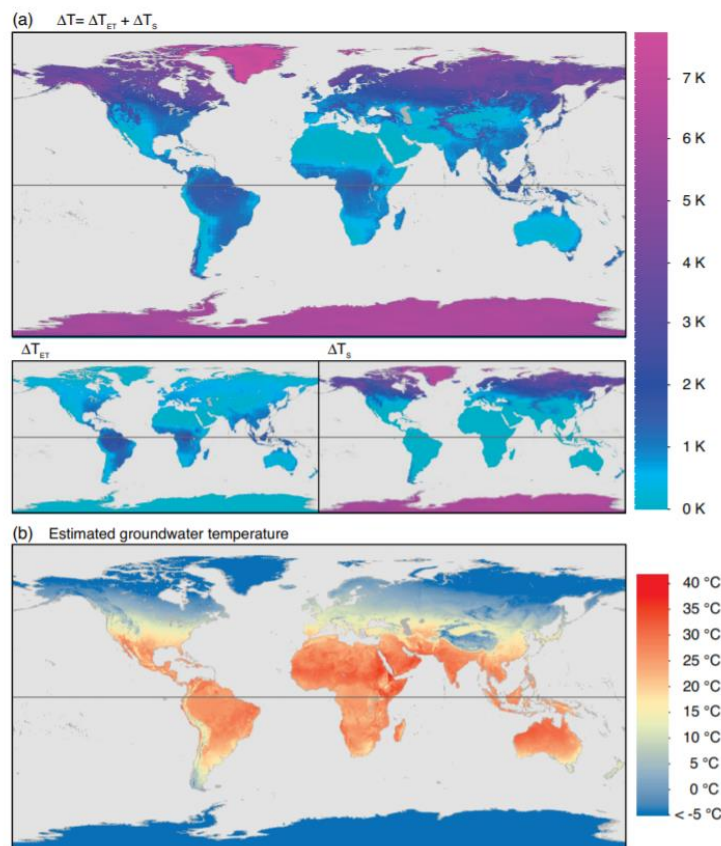 (a) ΔT= ΔT_ET + ΔT_S
7 K
6 K
5 K
4 K
3 K
2 K
1 K
0 K
ΔT_ET
ΔT_S
(b) Estimated groundwater temperature
40 °C
35 °C
30 °C
25 °C
20 °C
15 °C
10 °C
5 °C
0 °C
< -5 °C